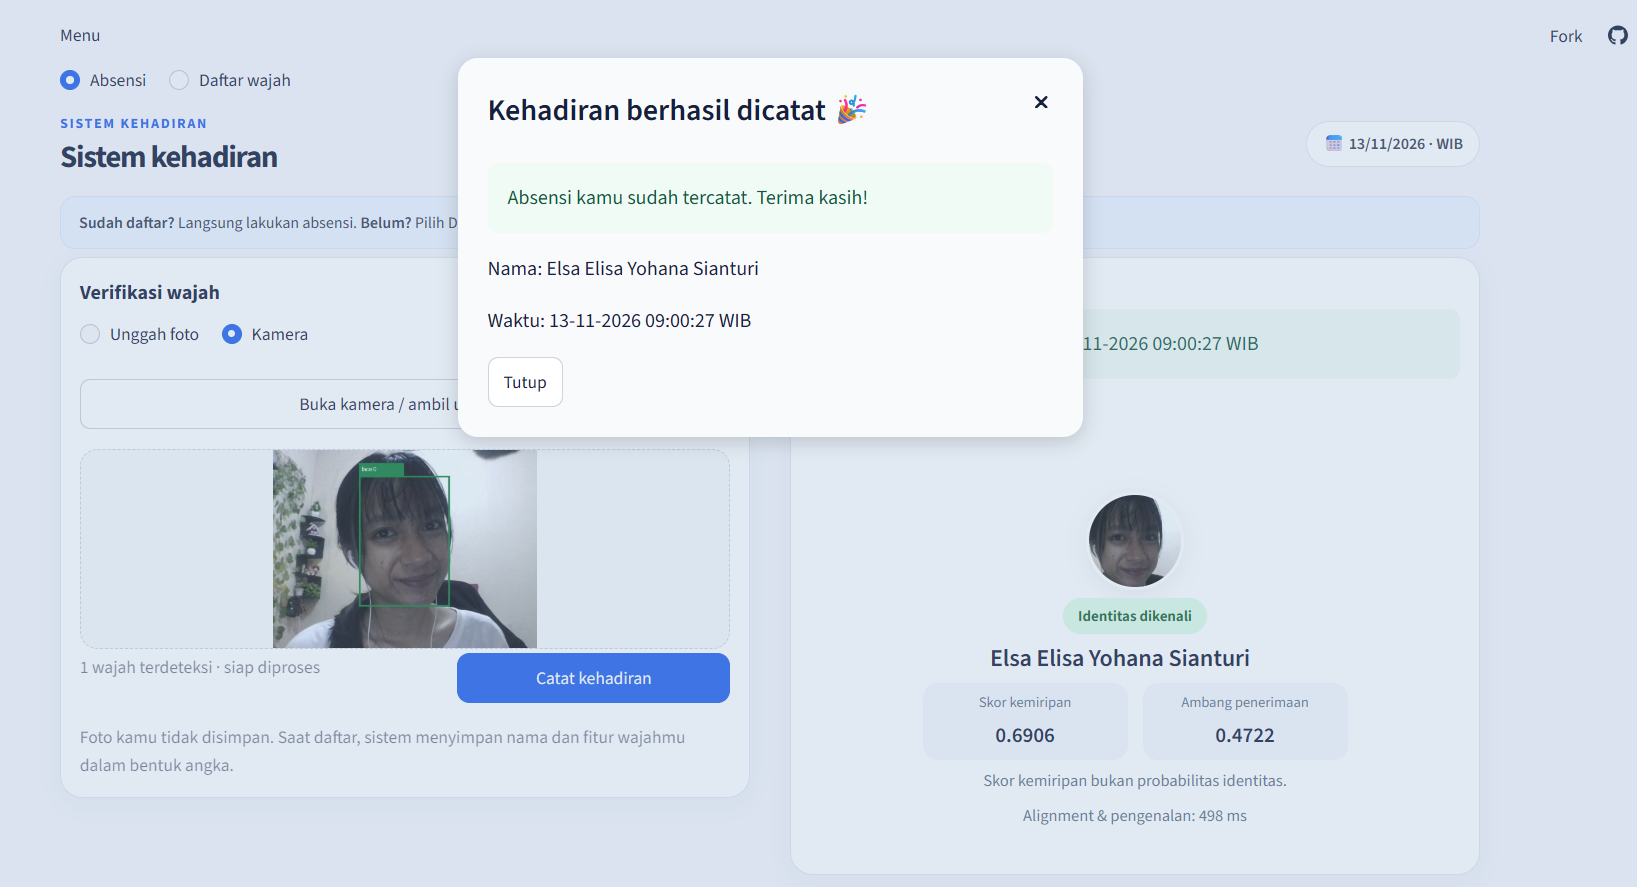 Menu
Fork
Absensi
Daftar wajah
SISTEM KEHADIRAN
Sistem kehadiran
13/11/2026 · WIB
Sudah daftar? Langsung lakukan absensi. Belum? Pilih D
Kehadiran berhasil dicatat 🎉
Absensi kamu sudah tercatat. Terima kasih!
Nama: Elsa Elisa Yohana Sianturi
Waktu: 13-11-2026 09:00:27 WIB
Tutup
Verifikasi wajah
Unggah foto
Kamera
Buka kamera / ambil u
1 wajah terdeteksi · siap diproses
Catat kehadiran
Foto kamu tidak disimpan. Saat daftar, sistem menyimpan nama dan fitur wajahmu
dalam bentuk angka.
11-2026 09:00:27 WIB
Identitas dikenali
Elsa Elisa Yohana Sianturi
Skor kemiripan
0.6906
Ambang penerimaan
0.4722
Skor kemiripan bukan probabilitas identitas.
Alignment & pengenalan: 498 ms